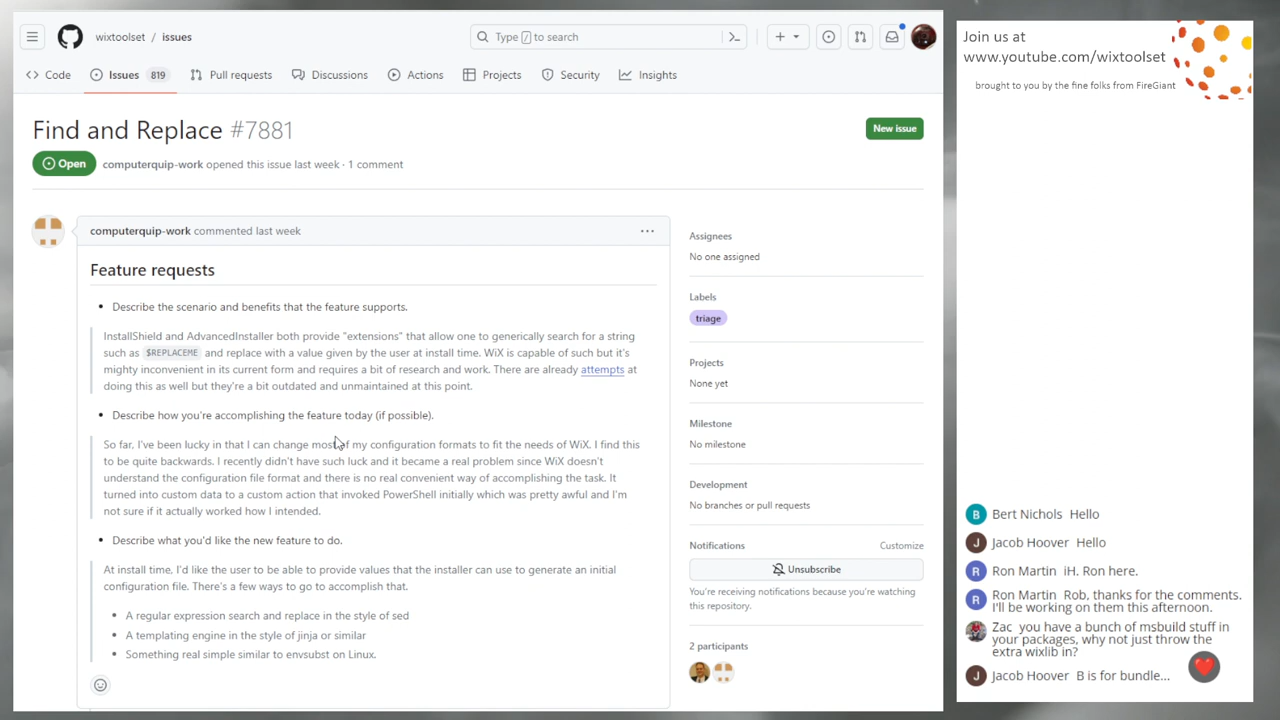 wixtoolset / issues
Type / to search
Code
Issues 819
Pull requests
Discussions
Actions
Projects
Security
Insights
Find and Replace #7881
New issue
Open
computerquip-work opened this issue last week · 1 comment
computerquip-work commented last week
Feature requests
• Describe the scenario and benefits that the feature supports.
InstallShield and AdvancedInstaller both provide "extensions" that allow one to generically search for a string
such as $REPLACEME and replace with a value given by the user at install time. WiX is capable of such but it's
mighty inconvenient in its current form and requires a bit of research and work. There are already attempts at
doing this as well but they're a bit outdated and unmaintained at this point.
• Describe how you're accomplishing the feature today (if possible).
So far, I've been lucky in that I can change most of my configuration formats to fit the needs of WiX. I find this
to be quite backwards. I recently didn't have such luck and it became a real problem since WiX doesn't
understand the configuration file format and there is no real convenient way of accomplishing the task. It
turned into custom data to a custom action that invoked PowerShell initially which was pretty awful and I'm
not sure if it actually worked how I intended.
• Describe what you'd like the new feature to do.
At install time, I'd like the user to be able to provide values that the installer can use to generate an initial
configuration file. There's a few ways to go to accomplish that.
• A regular expression search and replace in the style of sed
• A templating engine in the style of jinja or similar
• Something real simple similar to envsubst on Linux.
Assignees
No one assigned
Labels
triage
Projects
None yet
Milestone
No milestone
Development
No branches or pull requests
Notifications
Customize
Unsubscribe
You're receiving notifications because you're watching
this repository.
2 participants
Join us at
www.youtube.com/wixtoolset
brought to you by the fine folks from FireGiant
B Bert Nichols Hello
J Jacob Hoover Hello
R Ron Martin iH. Ron here.
R Ron Martin Rob, thanks for the comments.
I'll be working on them this afternoon.
Zac you have a bunch of msbuild stuff in
your packages, why not just throw the
extra wixlib in?
J Jacob Hoover B is for bundle...